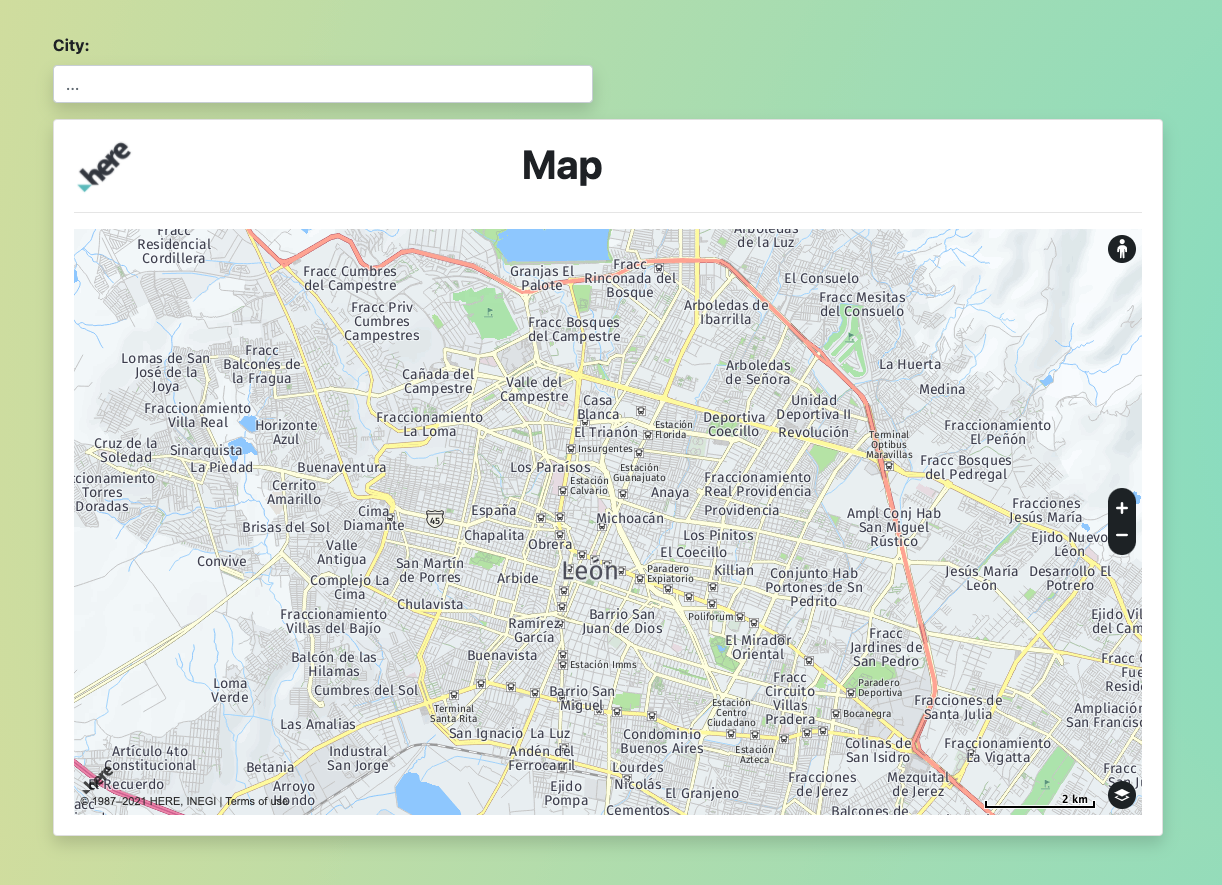 City:
...
here
Map
Fracc
Residencial
Cordillera
Arboledas
de la Luz
Fracc Cumbres
del Campestre
Granjas El
Palote
Fracc
Rinconada del
Bosque
El Consuelo
Fracc Mesitas
del Consuelo
Fracc Priv
Cumbres
Campestres
Arboledas de
Ibarrilla
Fracc Bosques
del Campestre
Lomas de San
José de la
Joya
Fracc
Balcones de
la Fragua
Cañada del
Campestre
Valle del
Campestre
Arboledas
de Señora
La Huerta
Medina
Fraccionamiento
Villa Real
Horizonte
Azul
Fraccionamiento
La Loma
Casa
Blanca
El Trianón
Estación
Florida
Deportiva
Coecillo
Unidad
Deportiva II
Revolución
Fraccionamiento
El Peñón
Cruz de la
Soledad
Sinarquista
La Piedad
Buenaventura
Insurgentes
Terminal
Optibus
Maravillas
Fracc Bosques
del Pedregal
Los Paraisos
Estación
Guanajuato
ccionamiento
Torres
Doradas
Cerrito
Amarillo
Estación
Calvario
Anaya
Fraccionamiento
Real Providencia
Providencia
Fracciones
Jesús María
Brisas del Sol
Cima
Diamante
45
España
Michoacán
Ampl Conj Hab
San Miguel
Rústico
Chapalita
Obrera
Los Pinitos
El Coecillo
Ejido Nuevo
León
Valle
Antigua
Convive
San Martin
de Porres
León
Paradero
Expiatorio
Killian
Conjunto Hab
Portones de Sn
Pedrito
Jesús María
León
Desarrollo El
Potrero
Complejo La
Cima
Arbide
Chulavista
Fraccionamiento
Villas del Bajío
Ramírez
García
Barrio San
Juan de Dios
Poliforum
Ejido Vil
del Cam
Buenavista
El Mirador
Oriental
Fracc
Jardines de
San Pedro
Balcón de las
Hilamas
Estación Imms
Fracc
Fue
Reside
Loma
Verde
Cumbres del Sol
Barrio San
Miguel
Fracc
Circuito
Villas
Pradera
Paradero
Deportiva
Terminal
Santa Rita
Estación
Centro
Ciudadano
Bocanegra
Fracciones de
Santa Julia
Ampliación
San Francisc
Las Amalias
San Ignacio
La Luz
Condominio
Buenos Aires
Colinas de
San Isidro
Fraccionamiento
La Vigatta
Artículo 4to
Constitucional
Industral
San Jorge
Andén del
Ferrocarril
Estación
Azteca
Betania
Lourdes
Nicolás
Fracciones
de Jerez
Mezquital
de Jerez
Fracc
here
Recuerdo
Arroyo
Hondo
Ejido
Pompa
El Granjeno
© 1987–2021 HERE, INEGI | Terms of use
Cementos
Balcones de
2 km